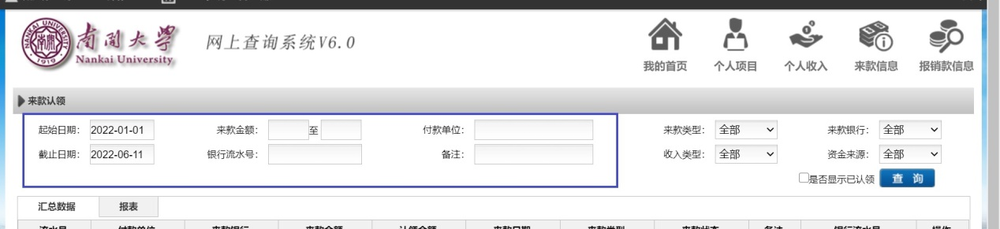 南開大學
Nankai University
网上查询系统V6.0
我的首页 个人项目 个人收入 来款信息 报销款信息
来款认领
起始日期: 2022-01-01 来款金额: 至 付款单位: 来款类型: 全部 来款银行: 全部
截止日期: 2022-06-11 银行流水号: 备注: 收入类型: 全部 资金来源: 全部
是否显示已认领 查 询
汇总数据 报表
流水号 付款单位 来款银行 来款金额 认领金额 来款日期 来款类型 来款状态 备注 银行流水号 操作